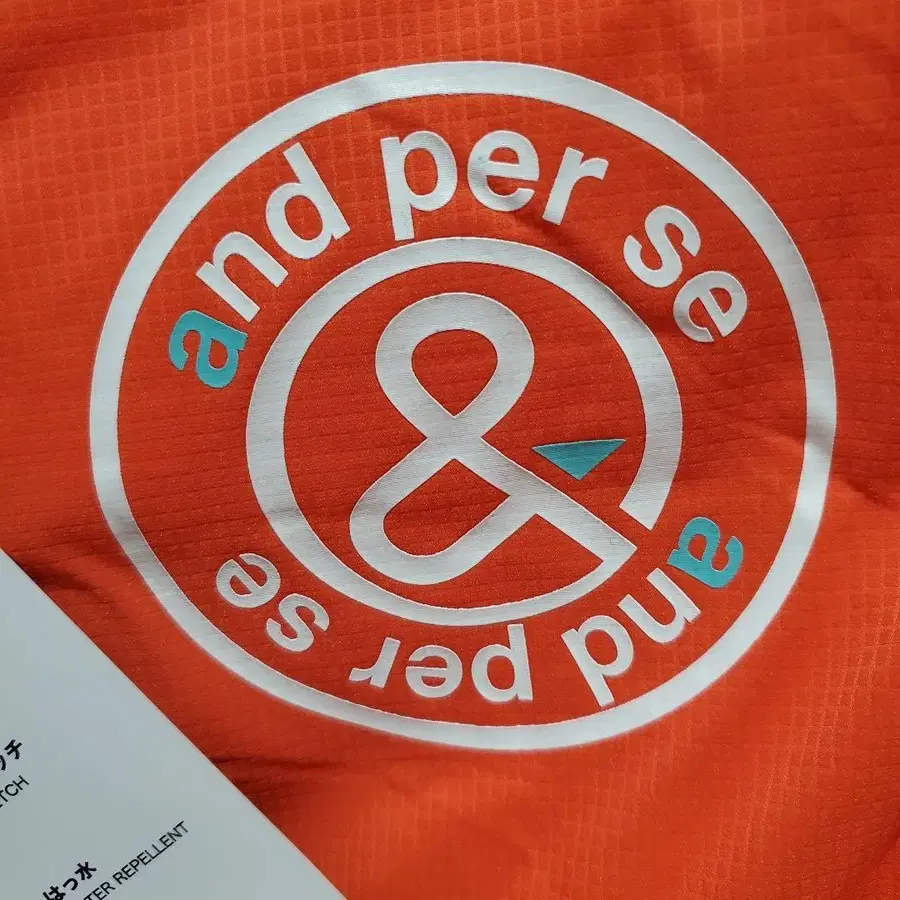 and per se
&
and per se
ッチ
TCH
はっ水
TER REPELLENT